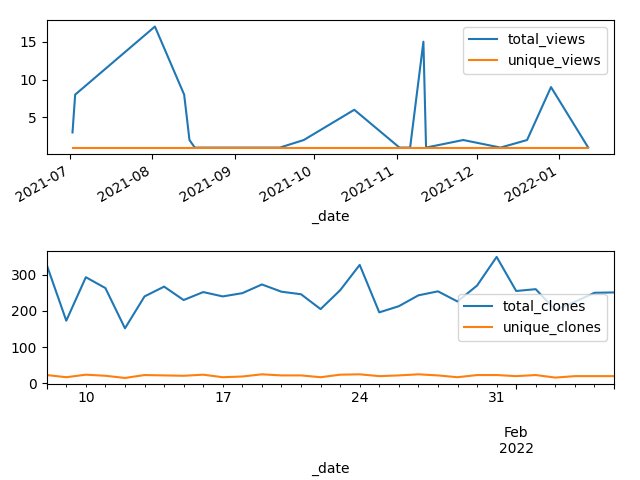 15
10
5
total_views
unique_views
2021-07
2021-08
2021-09
2021-10
2021-11
2021-12
2022-01
_date
300
200
100
0
total_clones
unique_clones
10
17
24
31
Feb
2022
_date